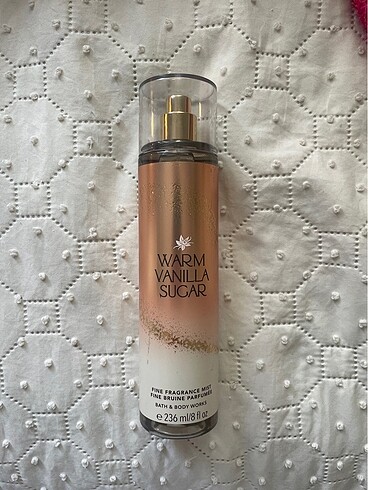 WARM
VANILLA
SUGAR
FINE FRAGRANCE MIST
FINE BRUINE PARFUMÉE
BATH & BODY WORKS
℮ 236 ml/8 fl oz